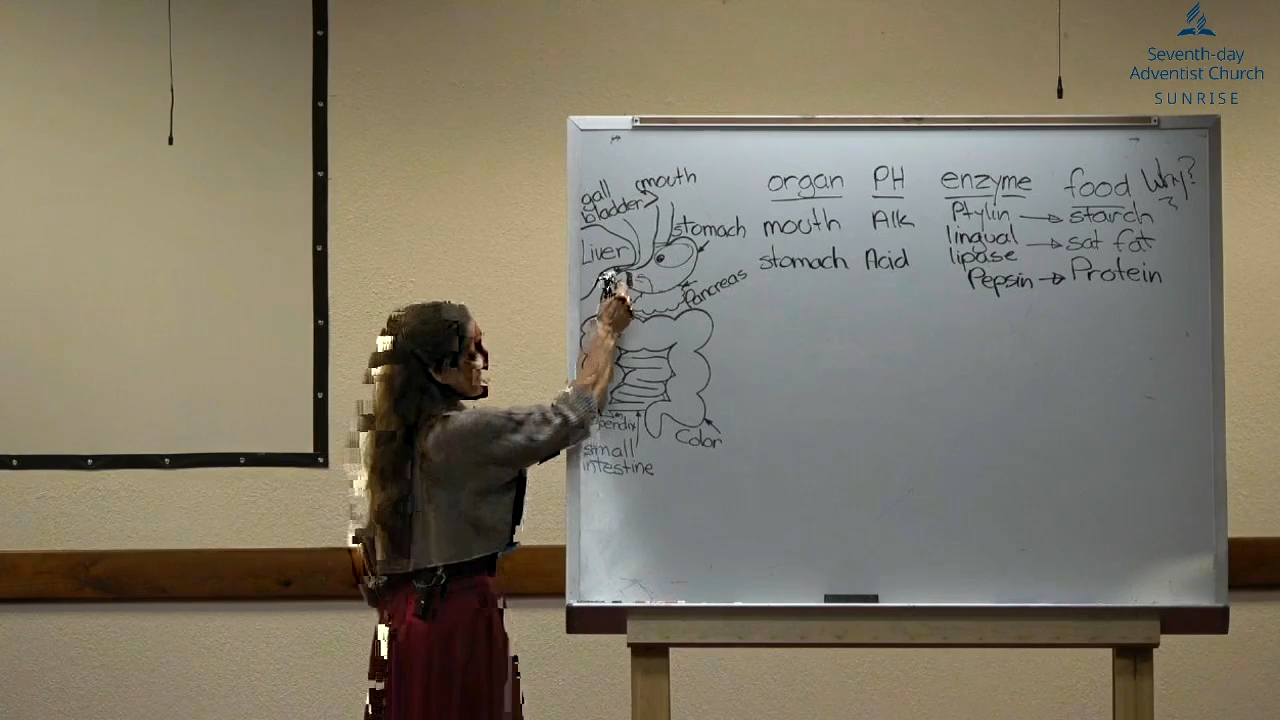 Seventh-day
Adventist Church
SUNRISE
organ PH enzyme food Why?
mouth Alk Ptylin → starch
lingual lipase → sat fat
stomach Acid Pepsin → Protein
mouth
gall
bladder
stomach
Liver
Pancreas
pendix
Colon
small
intestine